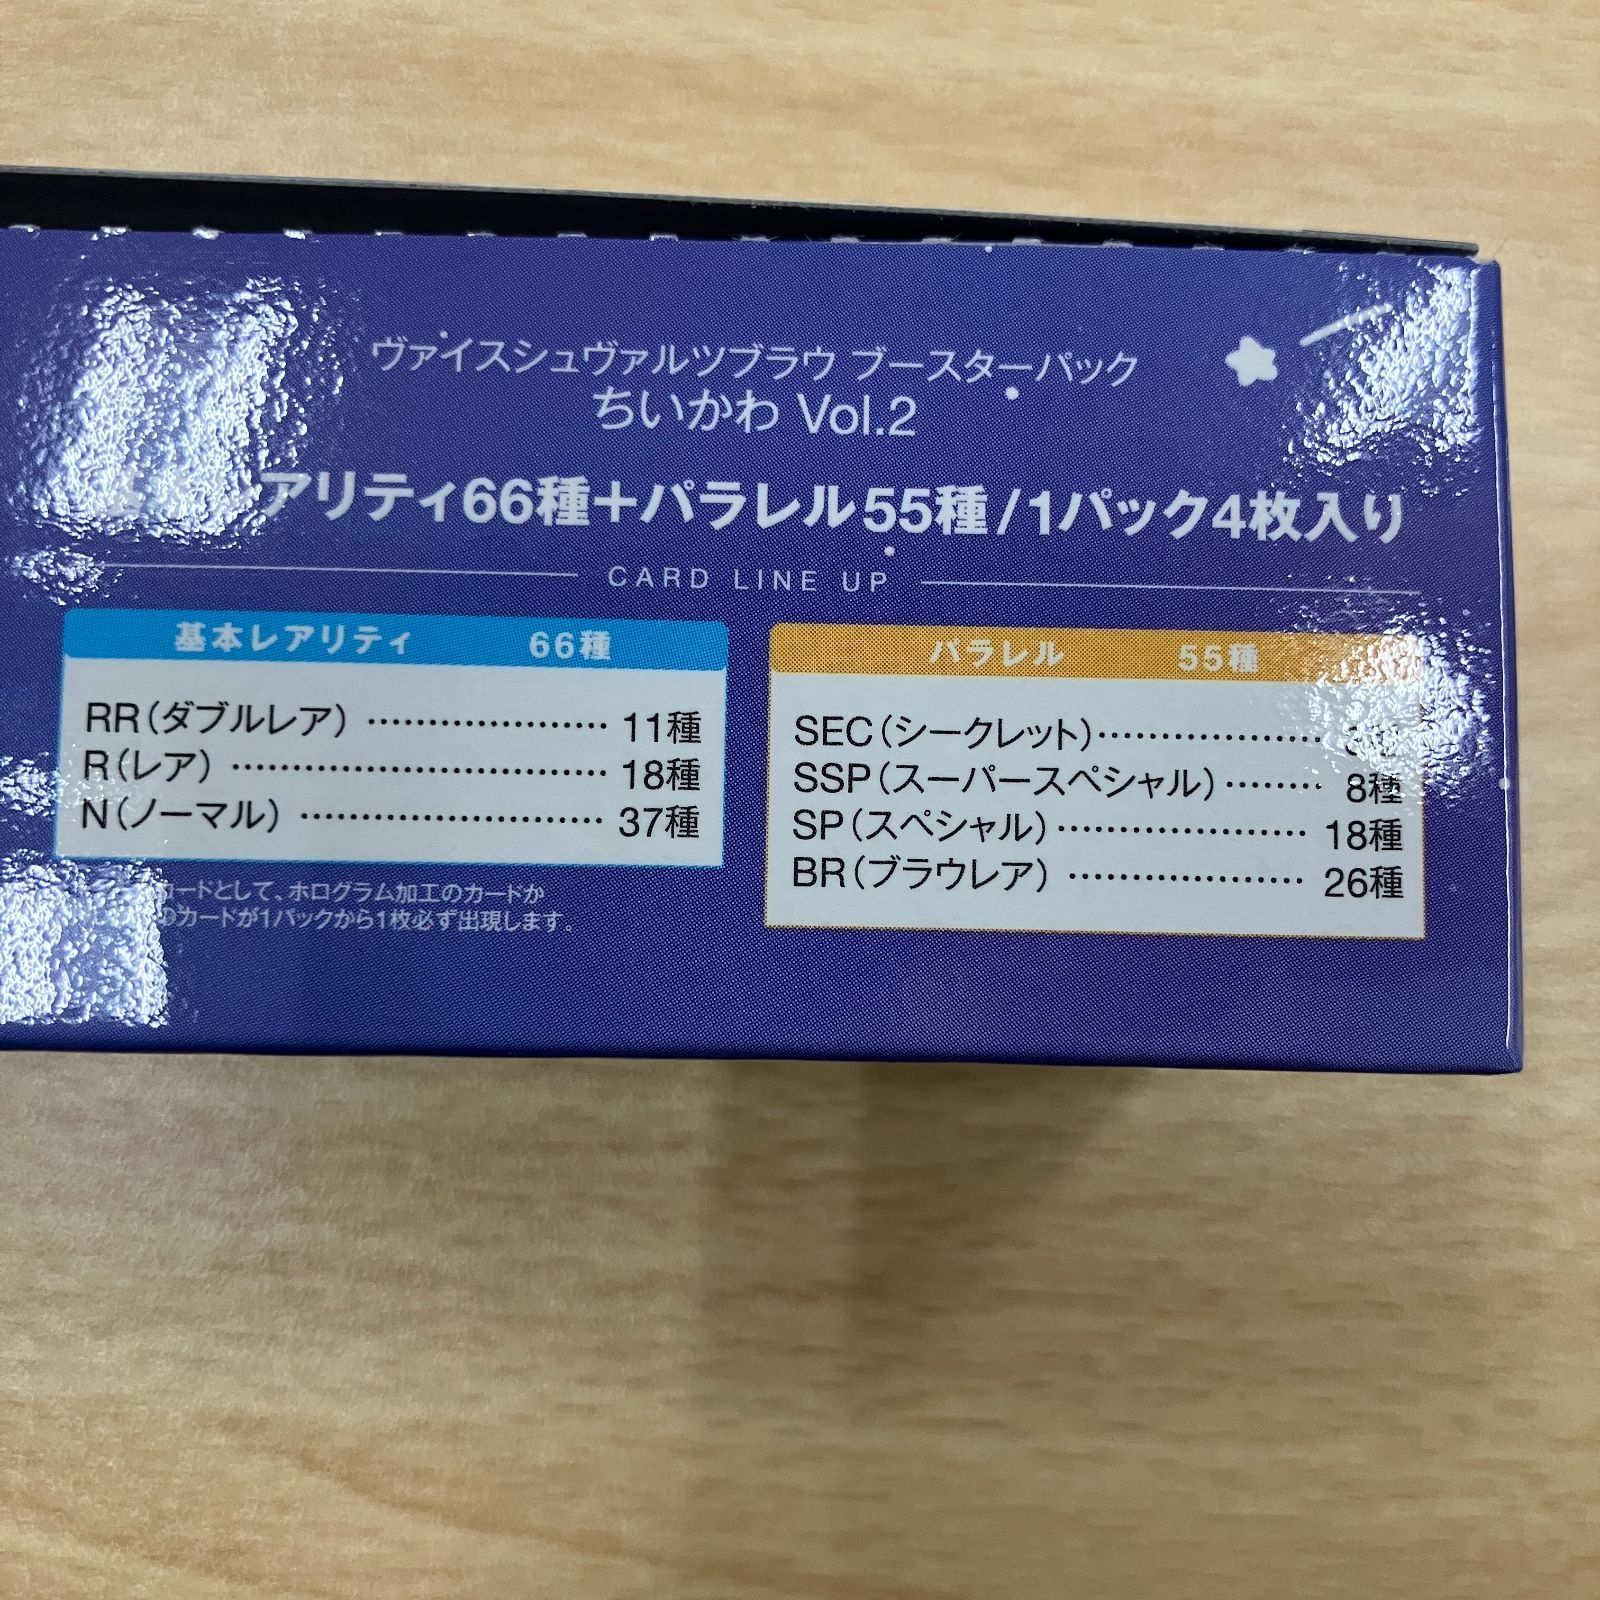 ヴァイスシュヴァルツブラウ ブースターパック
ちいかわ Vol.2
レアリティ66種+パラレル55種/1パック4枚入り
CARD LINE UP
基本レアリティ 66種
RR(ダブルレア) ………………… 11種
R(レア) ………………………… 18種
N(ノーマル) …………………… 37種
カードとして、ホログラム加工のカードか
のカードが1パックから1枚必ず出現します。
パラレル 55種
SEC(シークレット)………………
SSP(スーパースペシャル) ……… 8種
SP(スペシャル) ………………… 18種
BR(ブラウレア) ………………… 26種